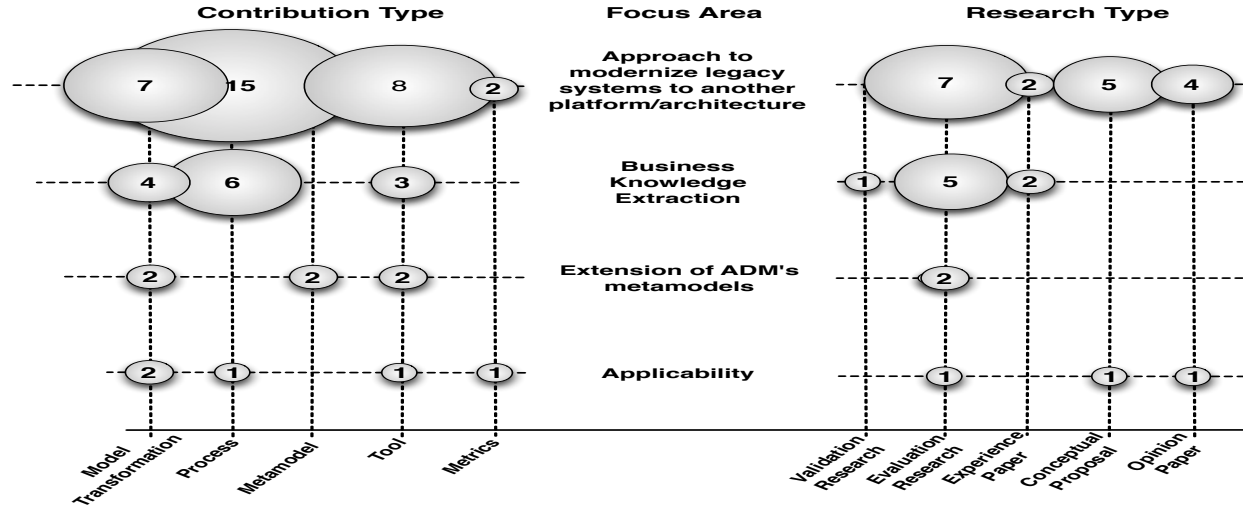 Contribution Type
Focus Area
Research Type
7
15
8
2
Approach to
modernize legacy
systems to another
platform/architecture
7
2
5
4
4
6
3
Business
Knowledge
Extraction
1
5
2
2
2
2
Extension of ADM's
metamodels
2
2
1
1
1
Applicability
1
1
1
Model
Transformation
Process
Metamodel
Tool
Metrics
Validation
Research
Evaluation
Research
Experience
Paper
Conceptual
Proposal
Opinion
Paper